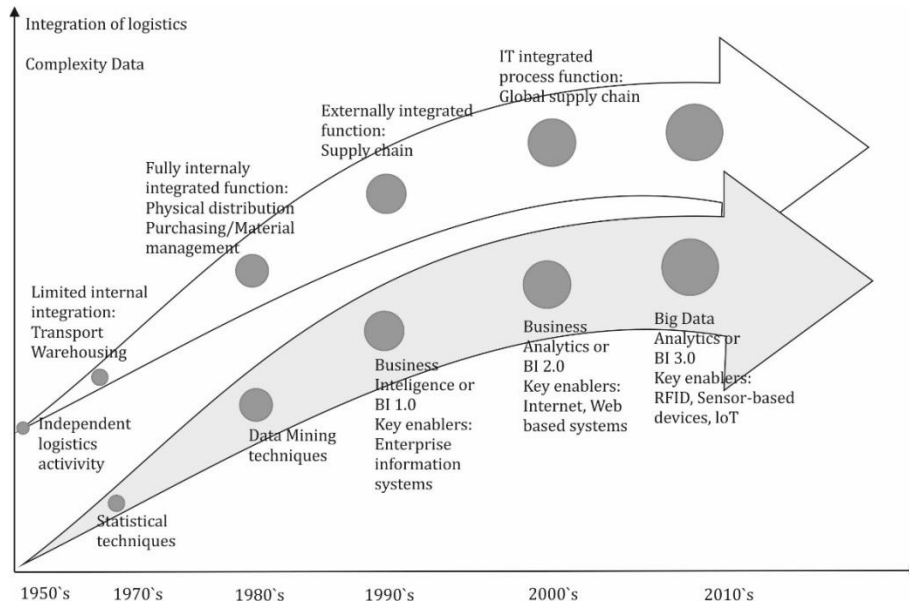 Integration of logistics
Complexity Data
IT integrated
process function:
Global supply chain
Externally integrated
function:
Supply chain
Fully internaly
integrated function:
Physical distribution
Purchasing/Material
management
Limited internal
integration:
Transport
Warehousing
Independent
logistics
activivity
Statistical
techniques
Data Mining
techniques
Business
Inteligence or
BI 1.0
Key enablers:
Enterprise
information
systems
Business
Analytics or
BI 2.0
Key enablers:
Internet, Web
based systems
Big Data
Analytics or
BI 3.0
Key enablers:
RFID, Sensor-based
devices, IoT
1950`s 1970`s 1980`s 1990`s 2000`s 2010`s